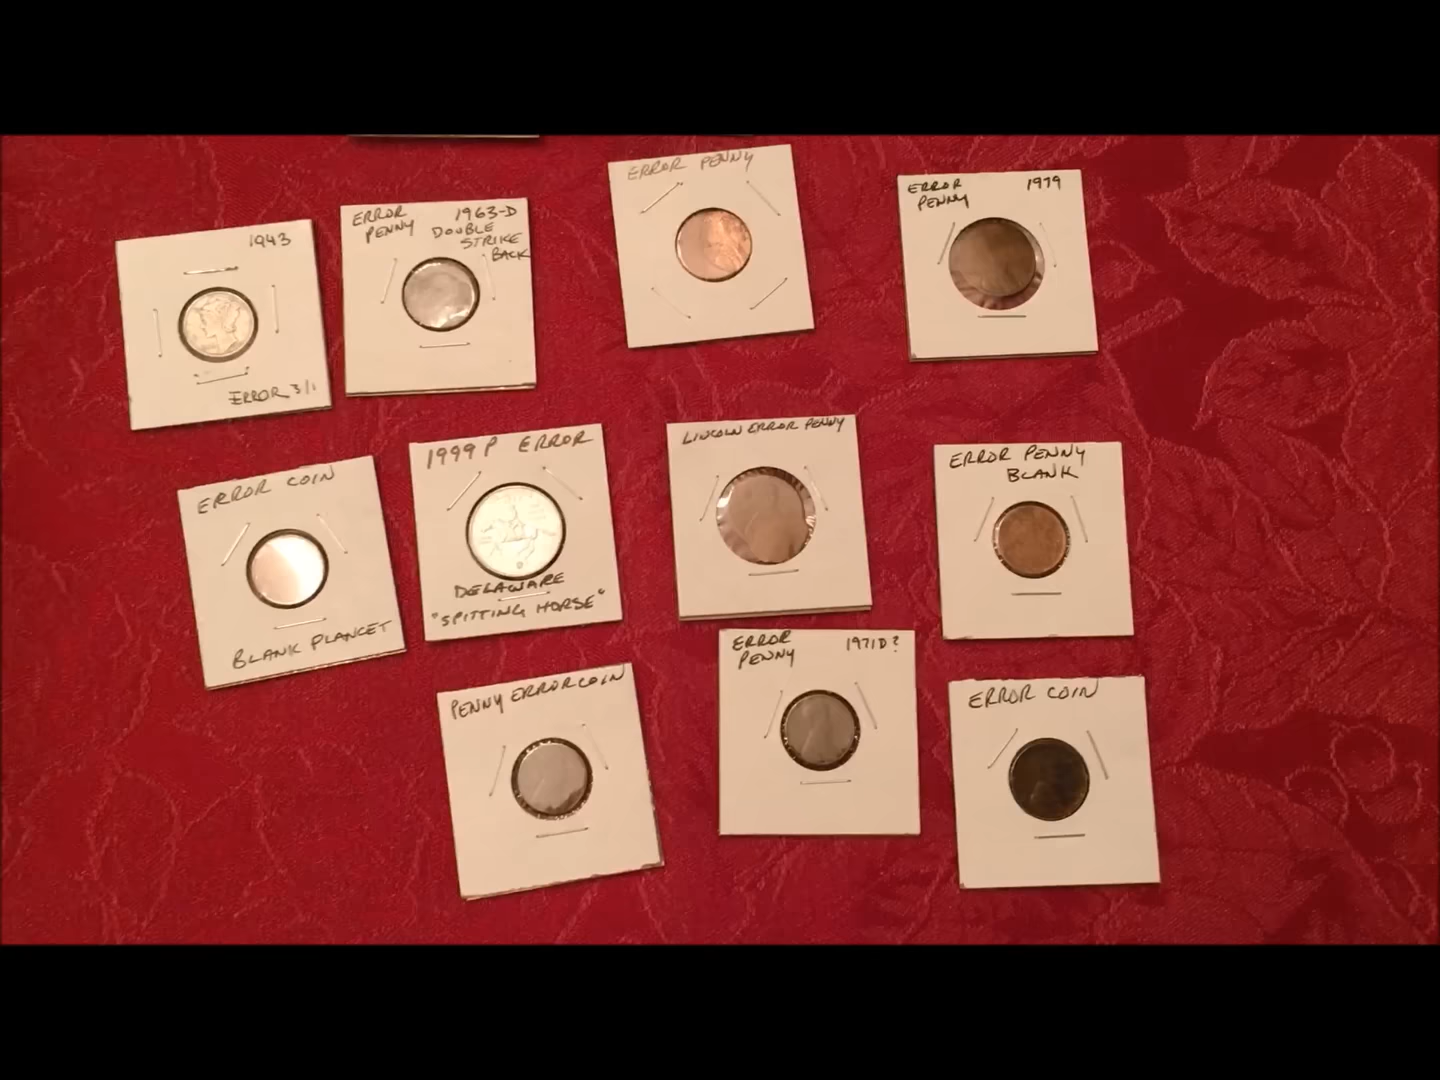 1943
ERROR 3/1
ERROR 1963-D
PENNY DOUBLE
STRIKE
BACK
ERROR PENNY
ERROR 1979
PENNY
ERROR COIN
BLANK PLANCET
1999 P ERROR
DELAWARE
"SPITTING HORSE"
LINCOLN ERROR PENNY
ERROR PENNY
BLANK
PENNY ERROR COIN
ERROR 1971D?
PENNY
ERROR COIN